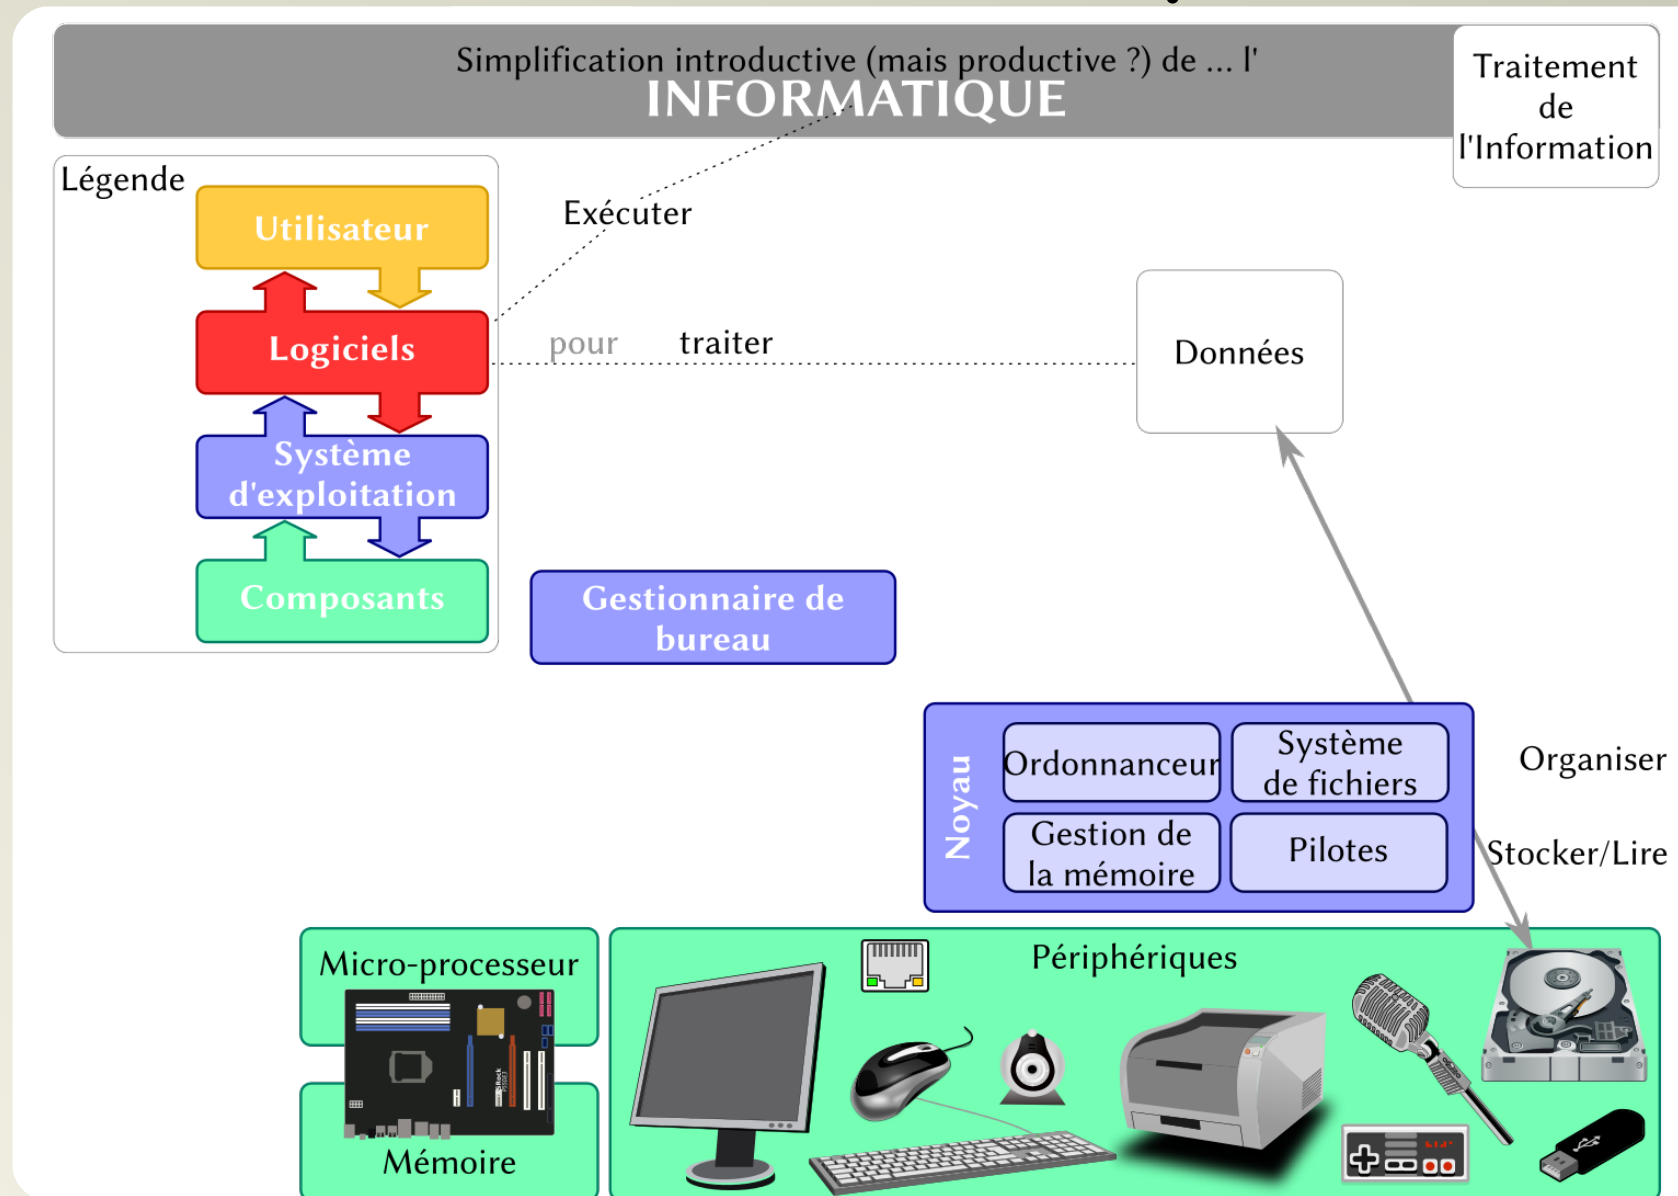 Simplification introductive (mais productive ?) de ... l'
INFORMATIQUE
Traitement
de
l'Information
Légende
Utilisateur
Exécuter
Logiciels
pour traiter
Données
Système
d'exploitation
Composants
Gestionnaire de
bureau
Noyau
Ordonnanceur
Système
de fichiers
Organiser
Gestion de
la mémoire
Pilotes
Stocker/Lire
Micro-processeur
Mémoire
Périphériques